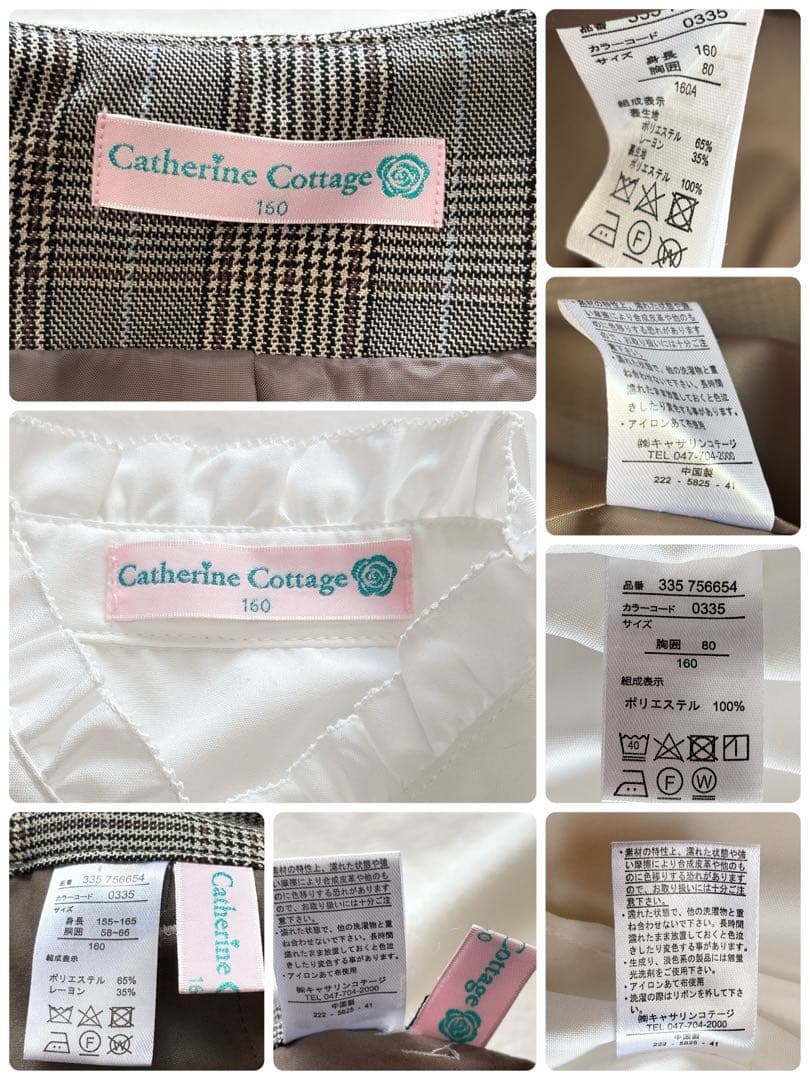 Catherine Cottage
160
カラーコード 0335
サイズ
身長 160
胸囲 80
160A
組成表示
表生地
ポリエステル 65%
レーヨン 35%
裏生地
ポリエステル 100%
素材の特性上、濡れた状態や強
い摩擦により合成皮革や他のも
のに色移りする恐れがあります
ので、お取り扱いには十分ご注
意下さい。
・濡れた状態で、他の洗濯物と重
ね合わせないで下さい。長時間
濡れたまま放置しておくと色泣
きしたり変色する事があります。
・アイロンあて布使用
㈱キャサリンコテージ
TEL 047-704-2000
中国製
222 - 5825 - 41
Catherine Cottage
160
品番 335 756654
カラーコード 0335
サイズ
胸囲 80
160
組成表示
ポリエステル 100%
40
F
W
品番 335 756654
カラーコード 0335
サイズ
身長 155~165
胸囲 58~66
160
組成表示
ポリエステル 65%
レーヨン 35%
Catherine
素材の特性上、濡れた状態や強
い摩擦により合成皮革や他のも
のに色移りする恐れがあります
ので、お取り扱いには十分ご注
意下さい。
・濡れた状態で、他の洗濯物と重
ね合わせないで下さい。長時間
濡れたまま放置しておくと色泣
きしたり変色する事があります。
・アイロンあて布使用
㈱キャサリンコテージ
TEL 047-704-2000
中国製
222 - 5825 - 41
Cottage
・素材の特性上、濡れた状態や強
い摩擦により合成皮革や他のも
のに色移りする恐れがあります
ので、お取り扱いには十分ご
注意下さい。
・濡れた状態で、他の洗濯物と重
ね合わせないで下さい。長時間
濡れたまま放置しておくと色泣
きしたり変色する事があります。
・生成り、淡色系の製品には無蛍
光洗剤をご使用下さい。
・アイロンあて布使用
・洗濯の際はリボンを外して下さ
い。
㈱キャサリンコテージ
TEL 047-704-2000
中国製
222 - 5825 - 41